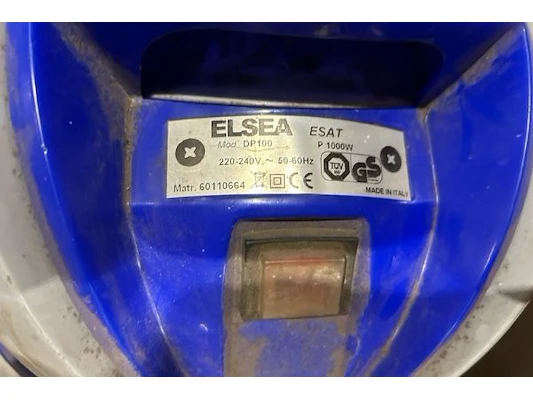 ELSEA ESAT
Mod. DP100 P 1000W
220-240V.~ 50-60Hz
TÜV GS
Matr. 60110664 CE
MADE IN ITALY